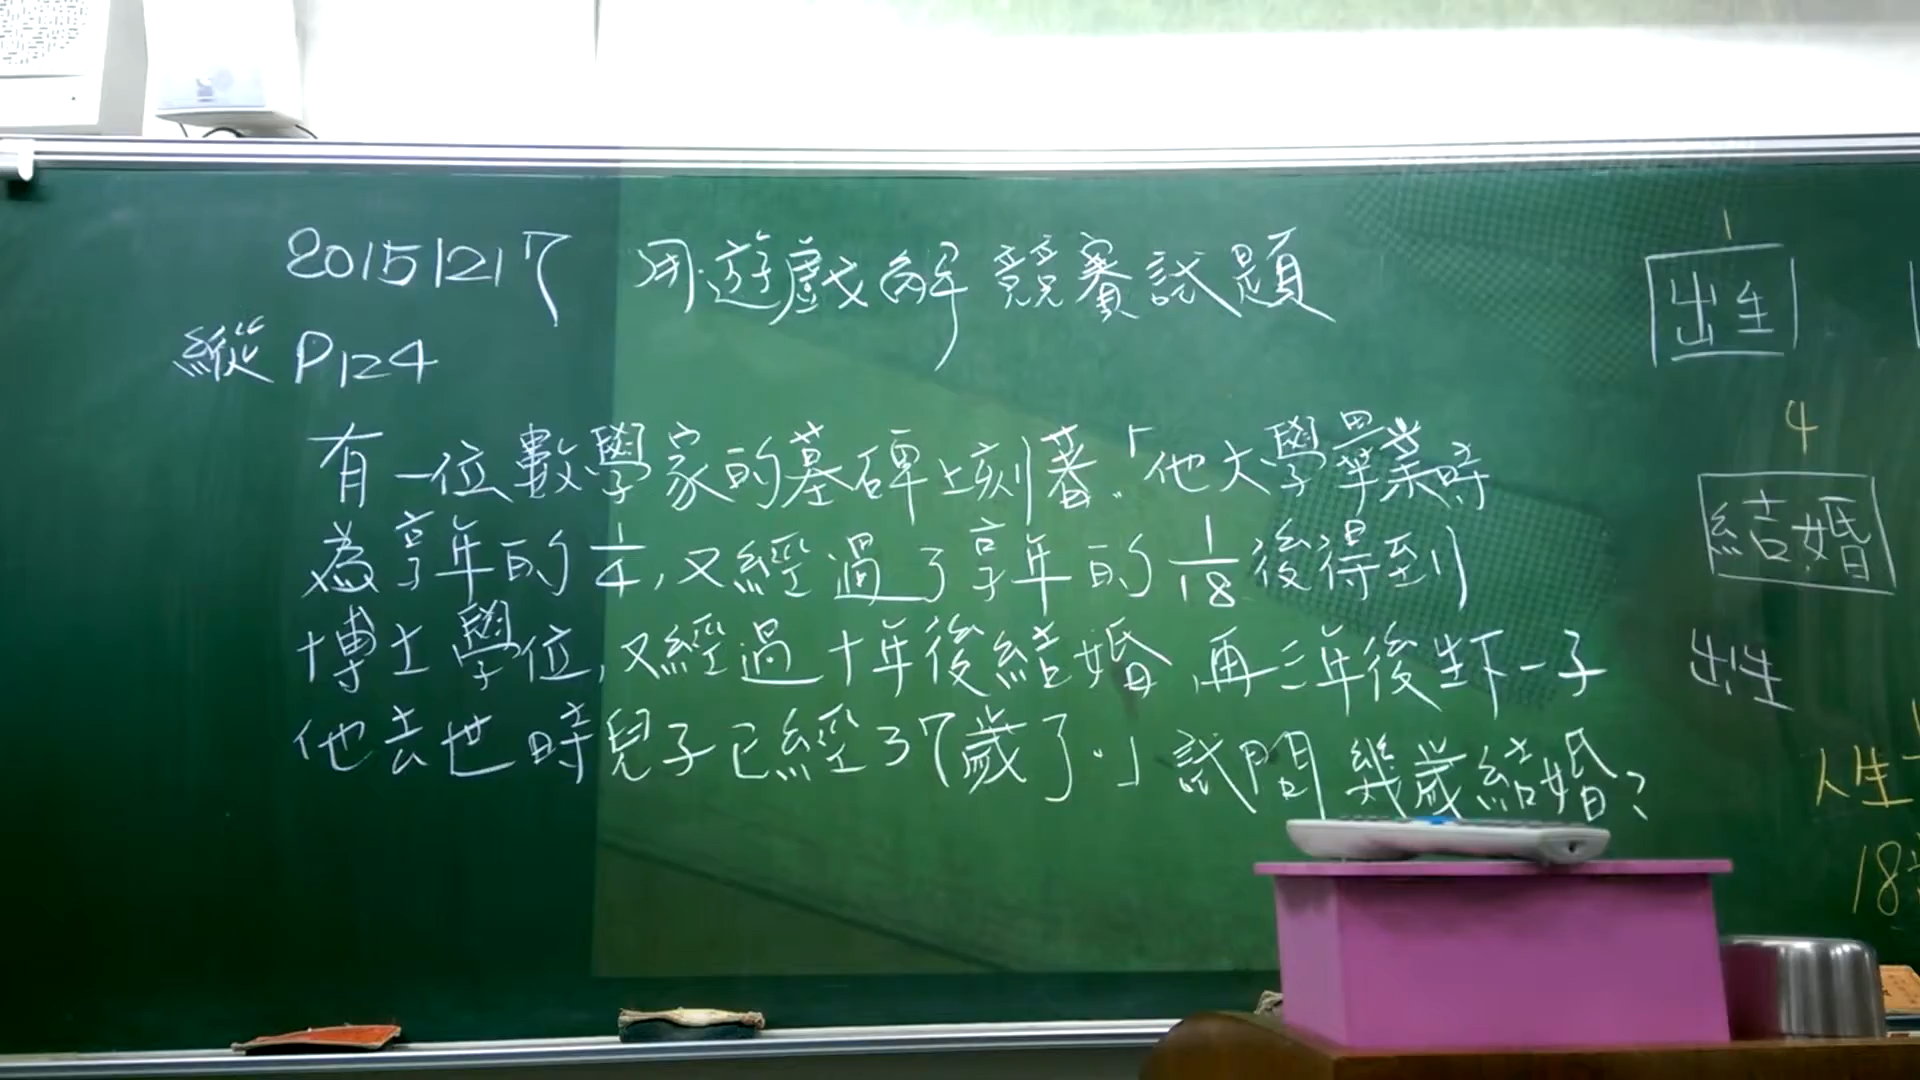 20151217 用遊戲解競賽試題
縱 P124
有一位數學家的墓碑上刻著:「他大學畢業時
為享年的1/4,又經過了享年的1/18後得到
博士學位,又經過十年後結婚,再三年後生下一子
他去世時兒子已經37歲了.」試問幾歲結婚?
1
出生
4
結婚
出生
人生
18